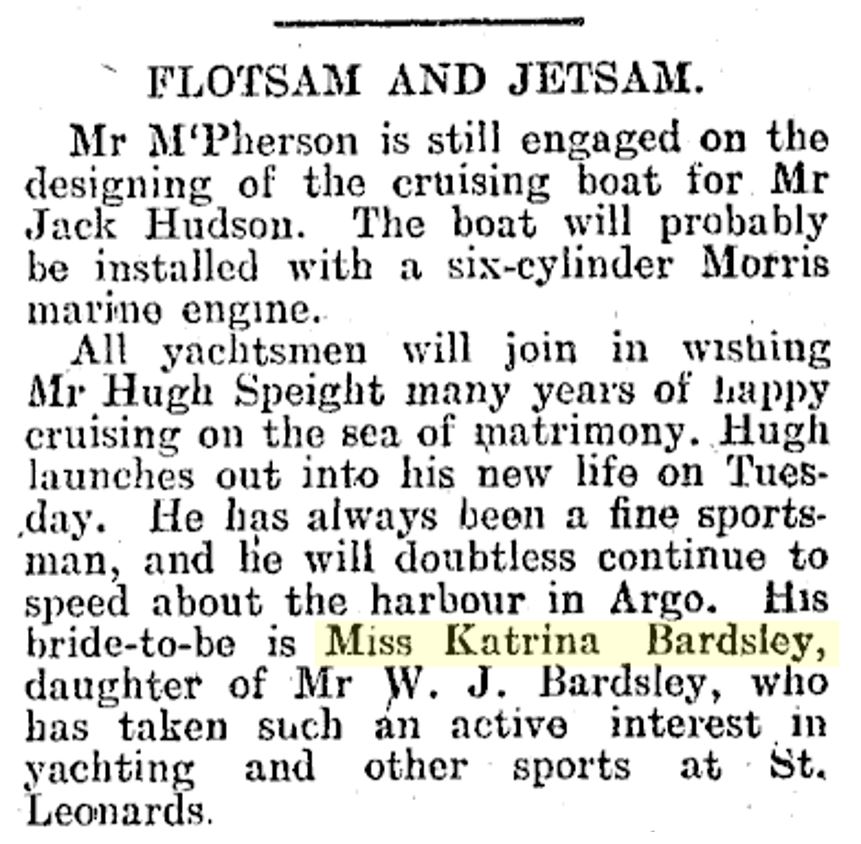 FLOTSAM AND JETSAM.
Mr M'Pherson is still engaged on the
designing of the cruising boat for Mr
Jack Hudson. The boat will probably
be installed with a six-cylinder Morris
marine engine.
All yachtsmen will join in wishing
Mr Hugh Speight many years of happy
cruising on the sea of matrimony. Hugh
launches out into his new life on Tues-
day. He has always been a fine sports-
man, and he will doubtless continue to
speed about the harbour in Argo. His
bride-to-be is Miss Katrina Bardsley,
daughter of Mr W. J. Bardsley, who
has taken such an active interest in
yachting and other sports at St.
Leonards.